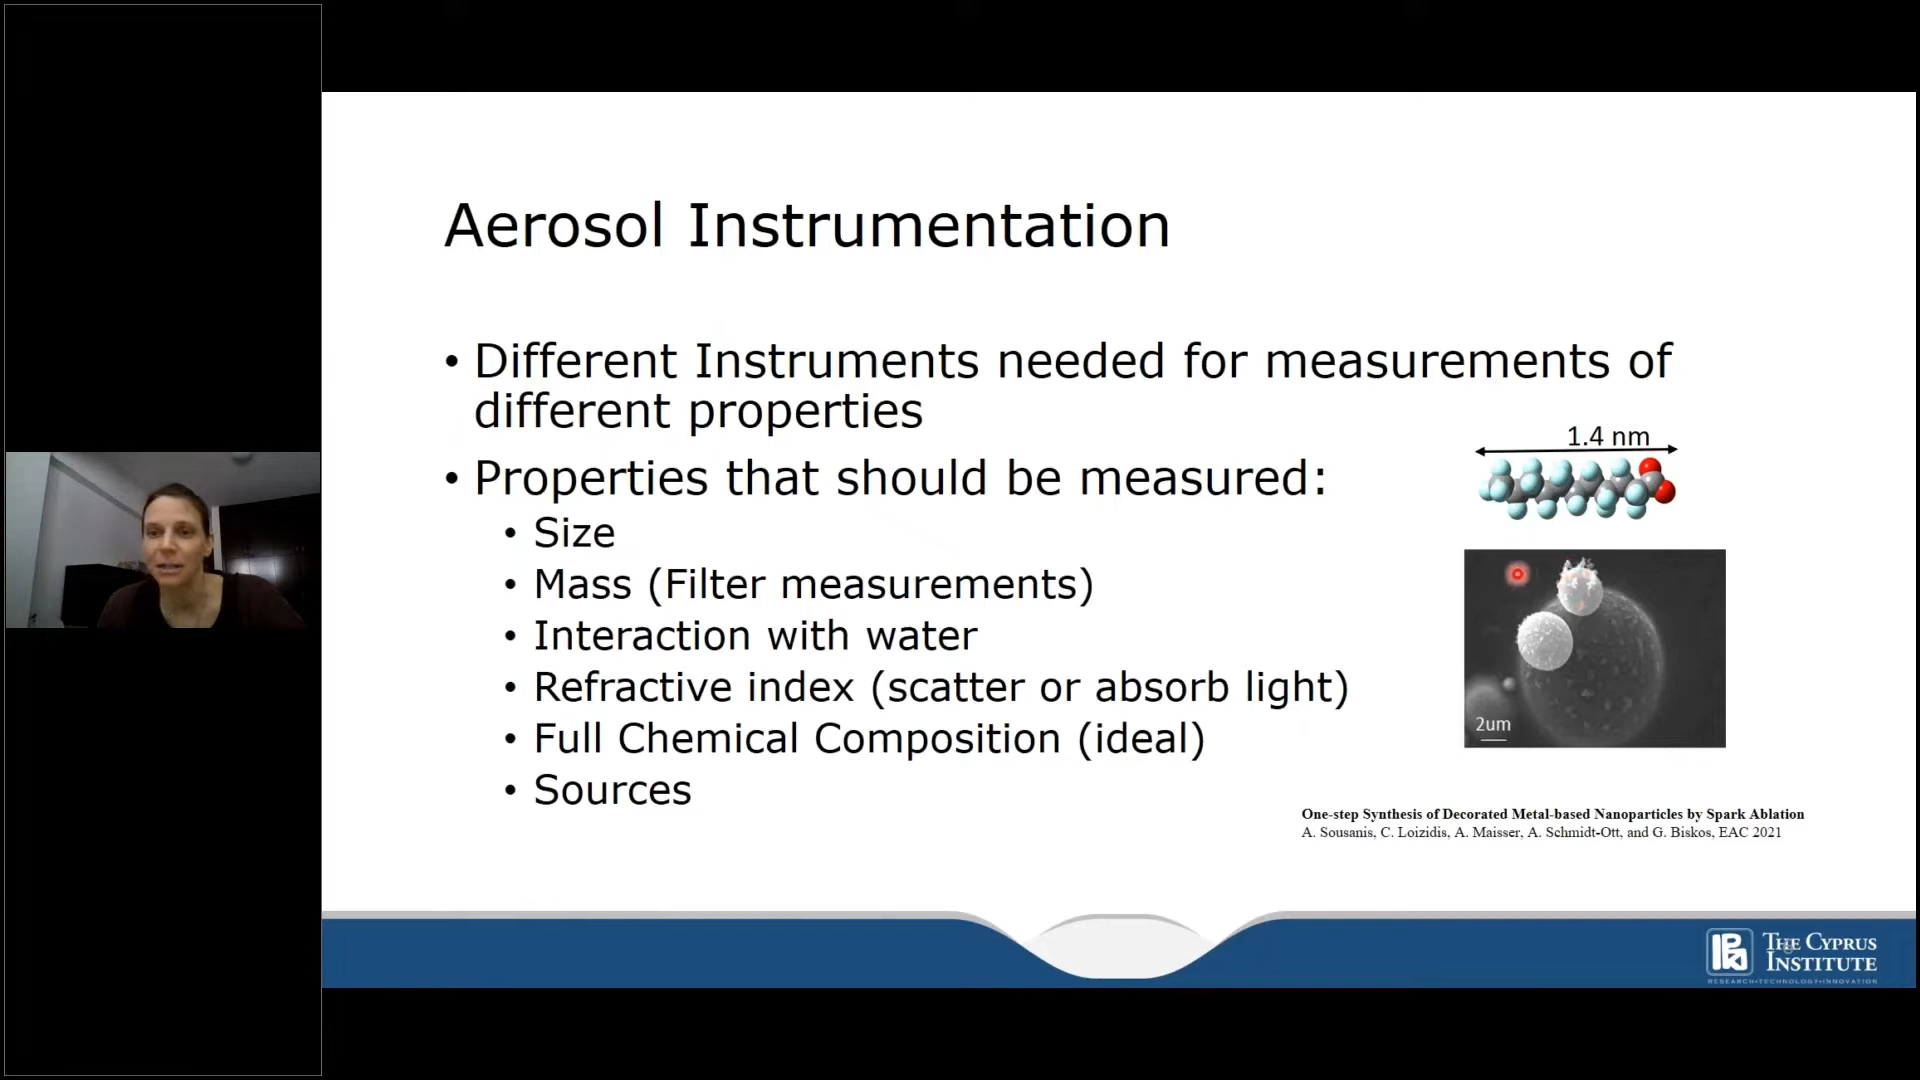 Aerosol Instrumentation
• Different Instruments needed for measurements of
different properties
• Properties that should be measured:
• Size
• Mass (Filter measurements)
• Interaction with water
• Refractive index (scatter or absorb light)
• Full Chemical Composition (ideal)
• Sources
1.4 nm
2um
One-step Synthesis of Decorated Metal-based Nanoparticles by Spark Ablation
A. Sousanis, C. Loizidis, A. Maisser, A. Schmidt-Ott, and G. Biskos, EAC 2021
THE CYPRUS
INSTITUTE
RESEARCH•TECHNOLOGY•INNOVATION